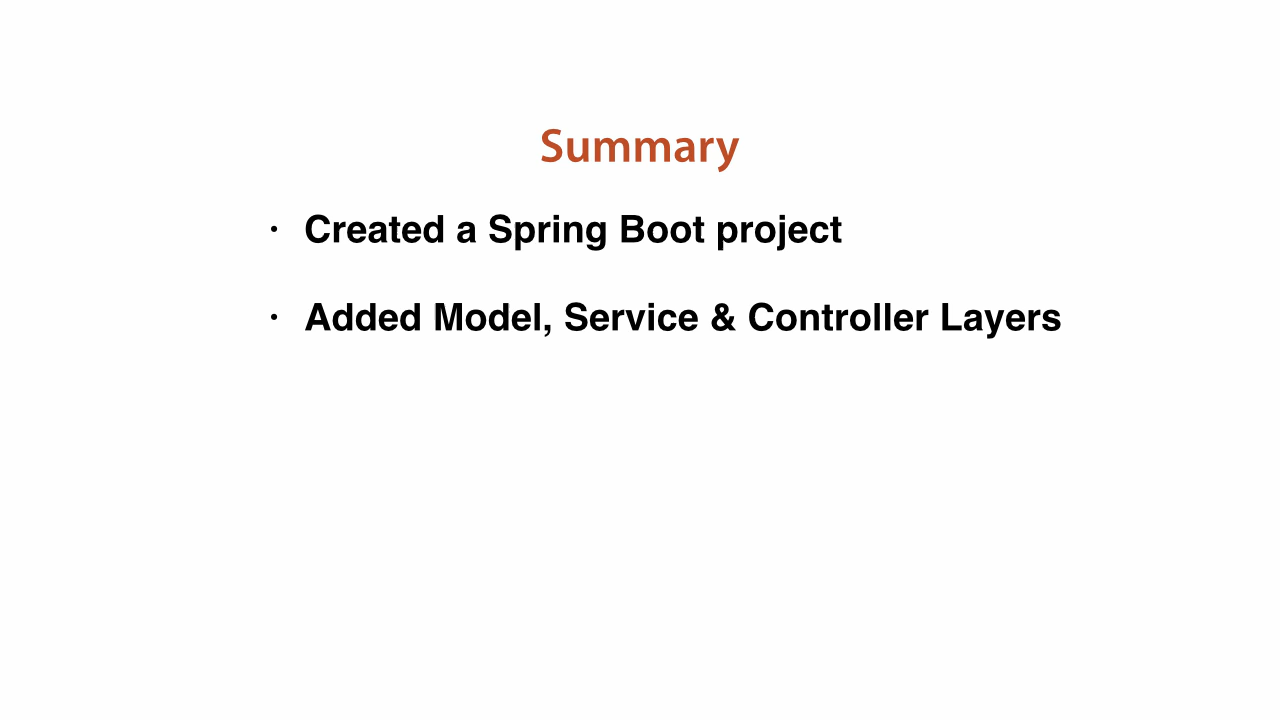 Summary
· Created a Spring Boot project
· Added Model, Service & Controller Layers